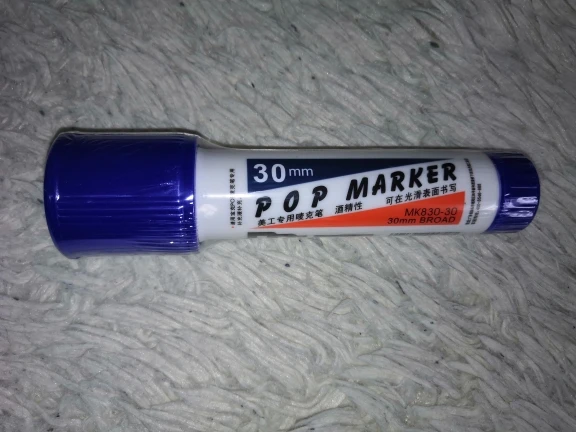 30mm
POP MARKER
美工专用唛克笔 酒精性 可在光滑表面书写
MK830-30
30mm BROAD